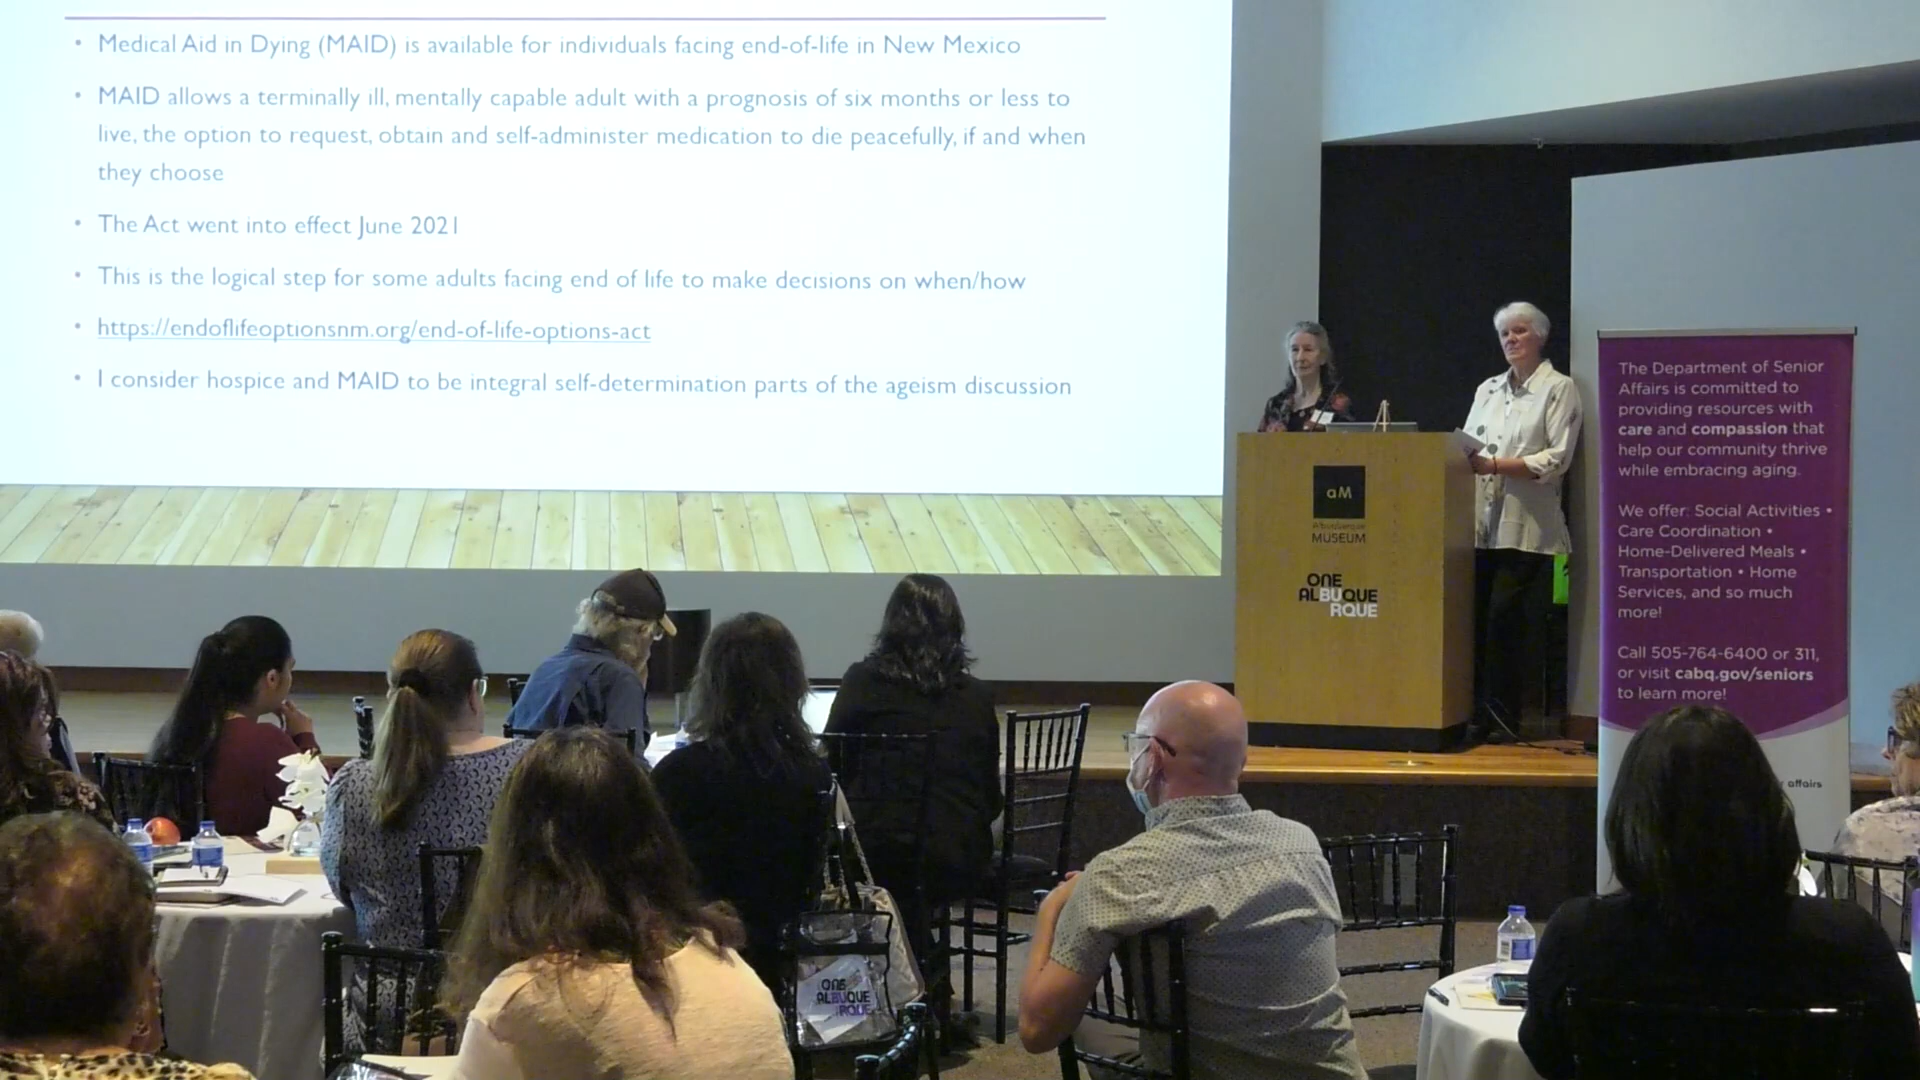 Medical Aid in Dying (MAID) is available for individuals facing end-of-life in New Mexico
MAID allows a terminally ill, mentally capable adult with a prognosis of six months or less to
live, the option to request, obtain and self-administer medication to die peacefully, if and when
they choose
The Act went into effect June 2021
This is the logical step for some adults facing end of life to make decisions on when/how
https://endoflifeoptionsnm.org/end-of-life-options-act
I consider hospice and MAID to be integral self-determination parts of the ageism discussion
aM
Albuquerque
MUSEUM
ONE
ALBUQUE
RQUE
The Department of Senior
Affairs is committed to
providing resources with
care and compassion that
help our community thrive
while embracing aging.
We offer: Social Activities •
Care Coordination •
Home-Delivered Meals •
Transportation • Home
Services, and so much
more!
Call 505-764-6400 or 311,
or visit cabq.gov/seniors
to learn more!
affairs
ONE
ALBUQUE
RQUE